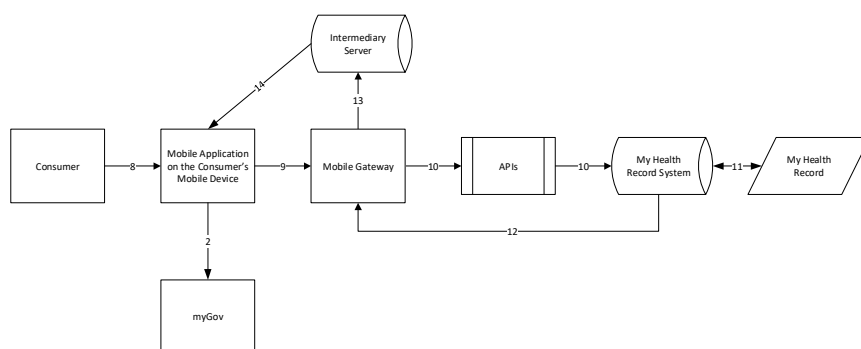 Intermediary
Server
14
13
Consumer
8
Mobile Application
on the Consumer's
Mobile Device
9
Mobile Gateway
10
APIs
10
My Health
Record System
11
My Health
Record
12
2
myGov